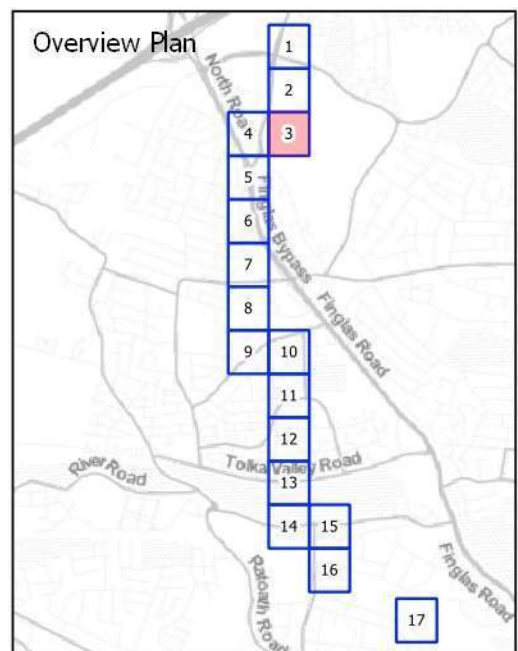 Overview Plan
1
2
North Road
4 3
5
Finglas Bypass
6
7
8
Finglas Road
9 10
11
12
River Road
Tolka Valley Road
13
14 15
Ratoath Road
16
Finglas Road
17